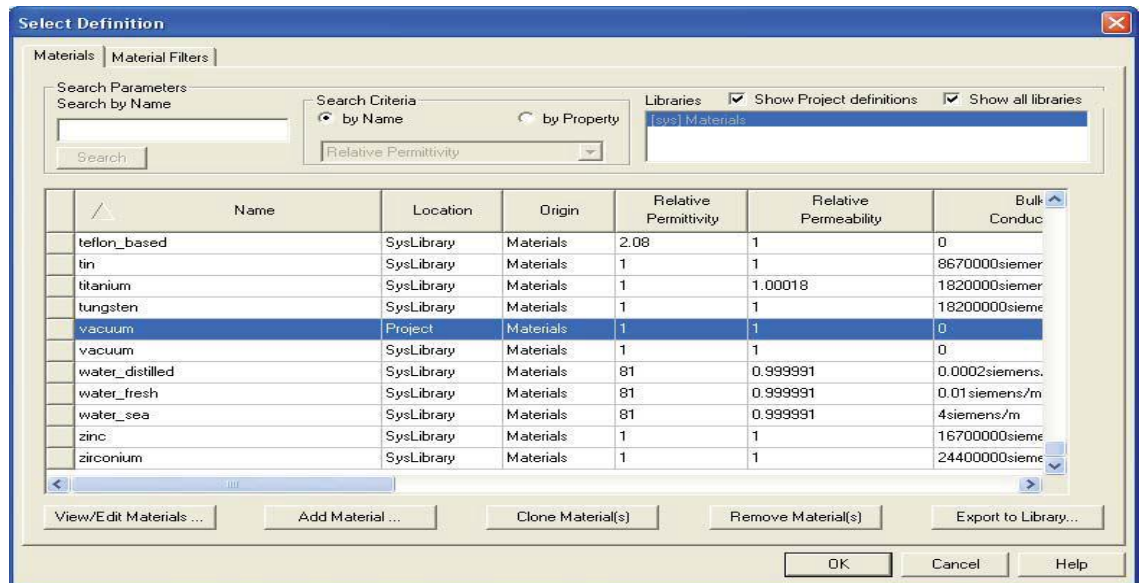 Select Definition
Materials Material Filters
Search Parameters
Search by Name
Search
Search Criteria
by Name by Property
Relative Permittivity
Libraries Show Project definitions Show all libraries
[sys] Materials
Name Location Origin Relative Permittivity Relative Permeability Bulk Conduc
teflon_based SysLibrary Materials 2.08 1 0
tin SysLibrary Materials 1 1 8670000siemen
titanium SysLibrary Materials 1 1.00018 1820000siemen
tungsten SysLibrary Materials 1 1 18200000sieme
vacuum Project Materials 1 1 0
vacuum SysLibrary Materials 1 1 0
water_distilled SysLibrary Materials 81 0.999991 0.0002siemens.
water_fresh SysLibrary Materials 81 0.999991 0.01siemens/m
water_sea SysLibrary Materials 81 0.999991 4siemens/m
zinc SysLibrary Materials 1 1 16700000sieme
zirconium SysLibrary Materials 1 1 24400000sieme
View/Edit Materials ... Add Material ... Clone Material(s) Remove Material(s) Export to Library...
OK Cancel Help